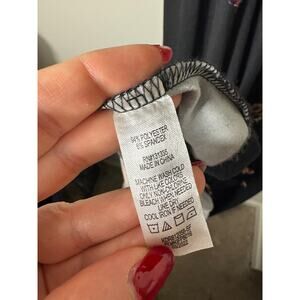 94% POLYESTER
6% SPANDEX
MADE IN CHINA
MACHINE WASH COLD
WITH LIKE COLORS
ONLY NON-CHLORINE
BLEACH WHEN NEEDED
LINE DRY
COOL IRON IF NEEDED